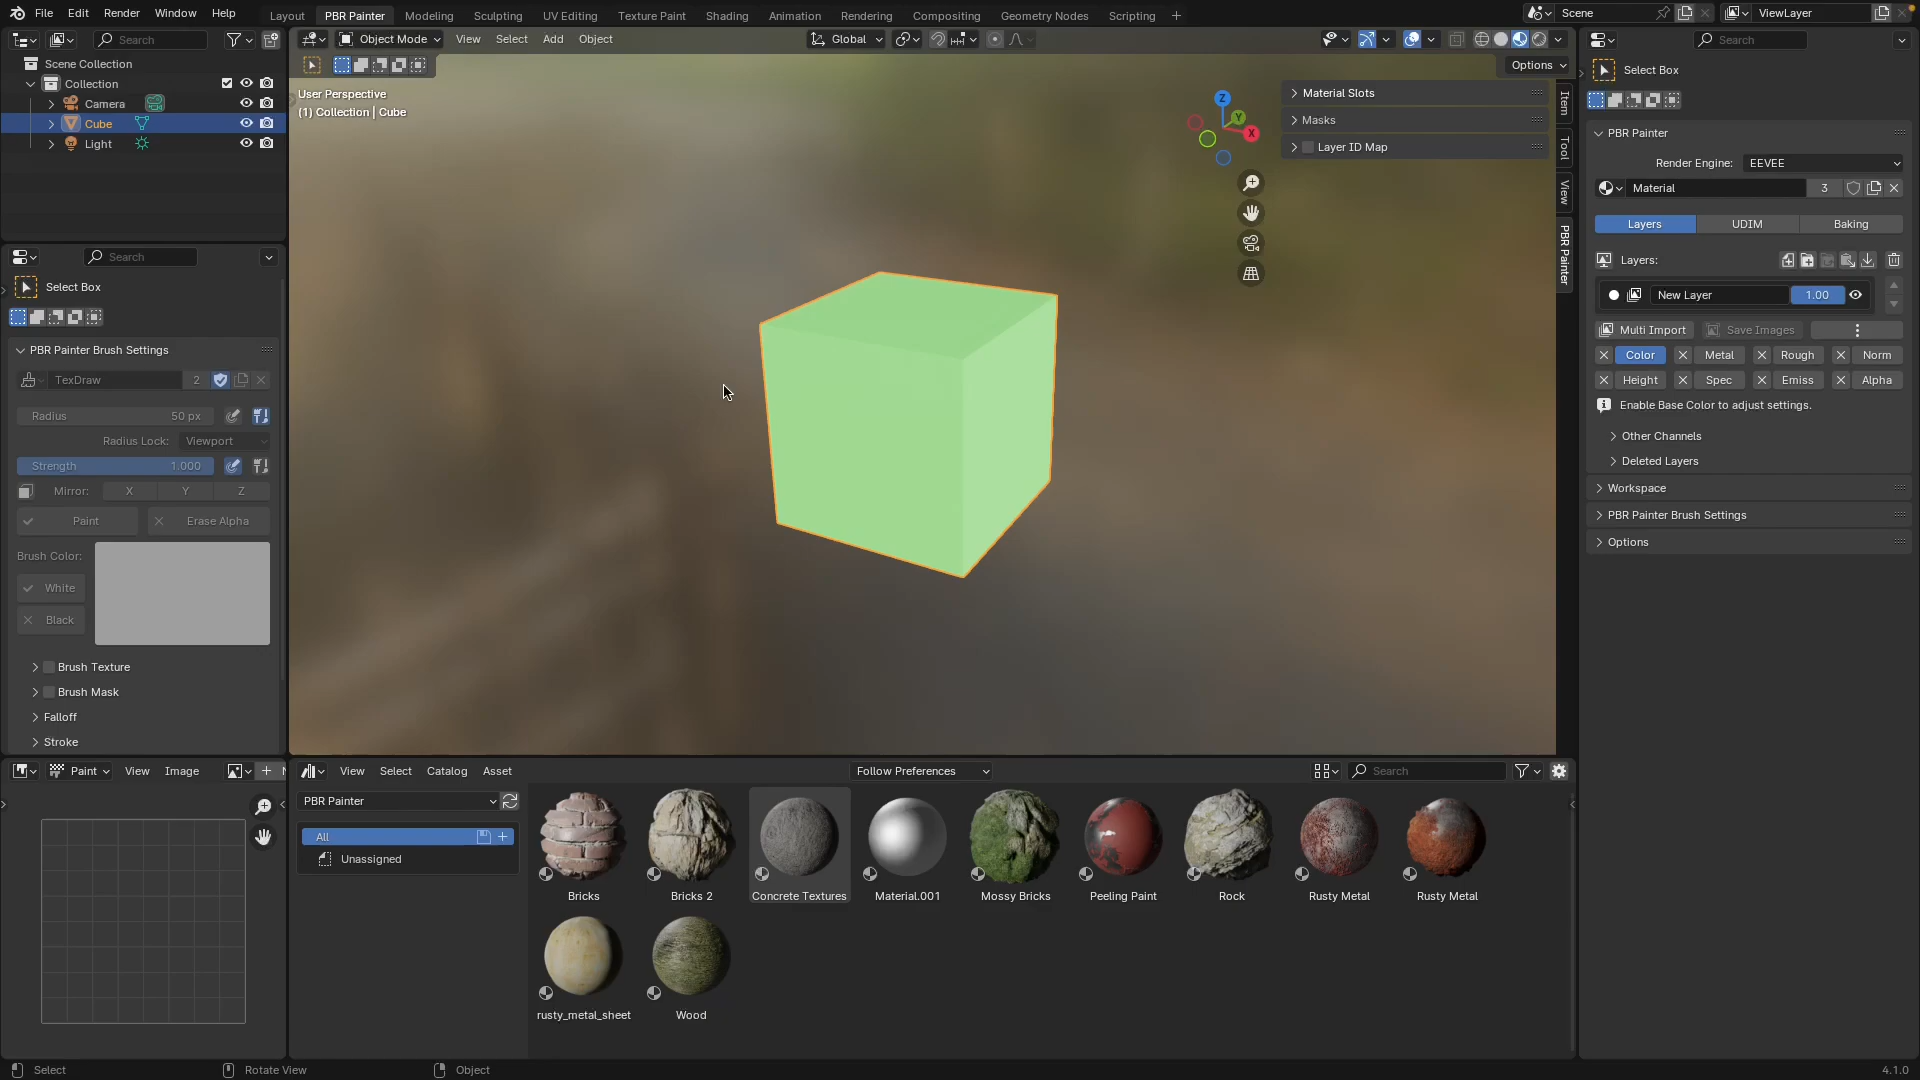 File Edit Render Window Help Layout PBR Painter Modeling Sculpting UV Editing Texture Paint Shading Animation Rendering Compositing Geometry Nodes Scripting + Scene ViewLayer
Search
Object Mode View Select Add Object Global
Search
Scene Collection
Collection
Camera
Cube
Light
Options
User Perspective
(1) Collection | Cube
Material Slots
Masks
Layer ID Map
Z
Y
X
Item
Tool
View
PBR Painter
Search
Select Box
PBR Painter Brush Settings
TexDraw 2
Radius 50 px
Radius Lock: Viewport
Strength 1.000
Mirror: X Y Z
Paint Erase Alpha
Brush Color:
White
Black
Brush Texture
Brush Mask
Falloff
Stroke
Select Box
PBR Painter
Render Engine: EEVEE
Material 3
Layers UDIM Baking
Layers:
New Layer 1.00
Multi Import Save Images
Color Metal Rough Norm
Height Spec Emiss Alpha
Enable Base Color to adjust settings.
Other Channels
Deleted Layers
Workspace
PBR Painter Brush Settings
Options
Paint View Image
View Select Catalog Asset Follow Preferences Search
PBR Painter
All
Unassigned
Bricks Bricks 2 Concrete Textures Material.001 Mossy Bricks Peeling Paint Rock Rusty Metal Rusty Metal
rusty_metal_sheet Wood
Select Rotate View Object 4.1.0